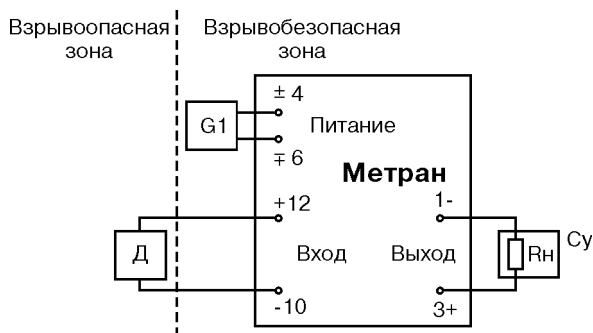 Взрывоопасная
зона
Взрывобезопасная
зона
± 4
G1
Питание
∓ 6
Метран
+12
1-
Д
Вход
Выход
Rн
Су
-10
3+